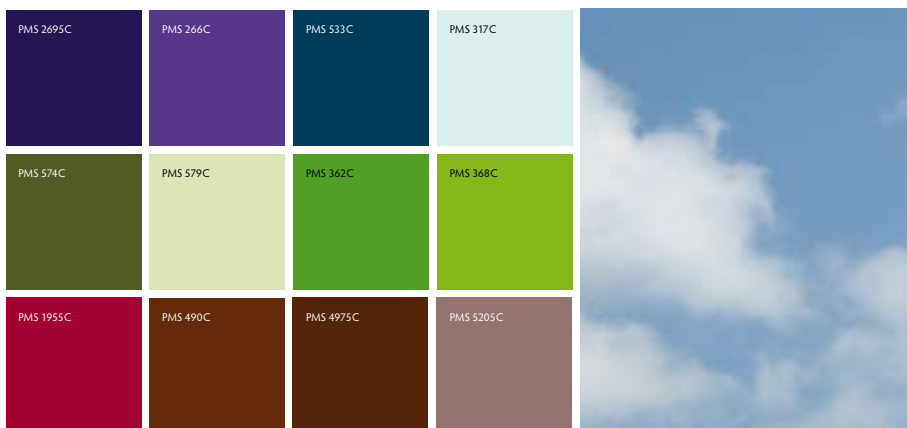 PMS 2695C
PMS 266C
PMS 533C
PMS 317C
PMS 574C
PMS 579C
PMS 362C
PMS 368C
PMS 1955C
PMS 490C
PMS 4975C
PMS 5205C